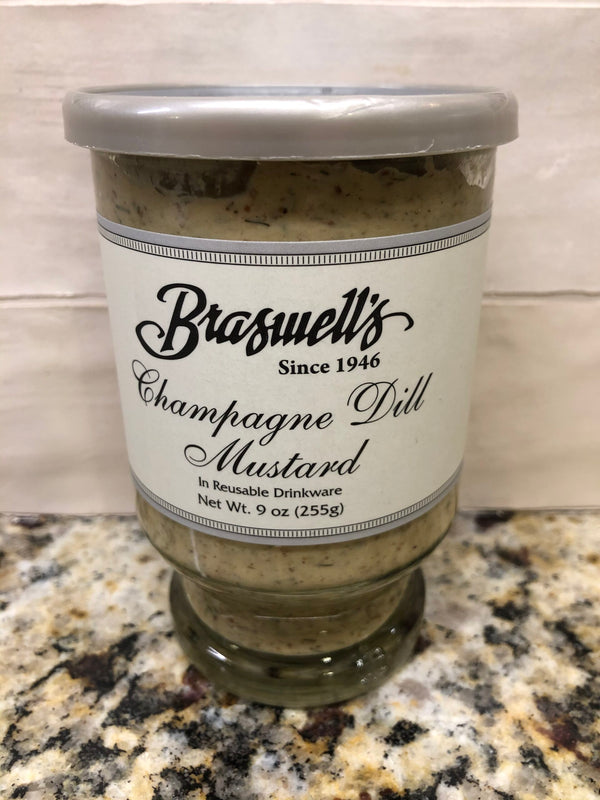 Braswell's
Since 1946
Champagne Dill
Mustard
In Reusable Drinkware
Net Wt. 9 oz (255g)